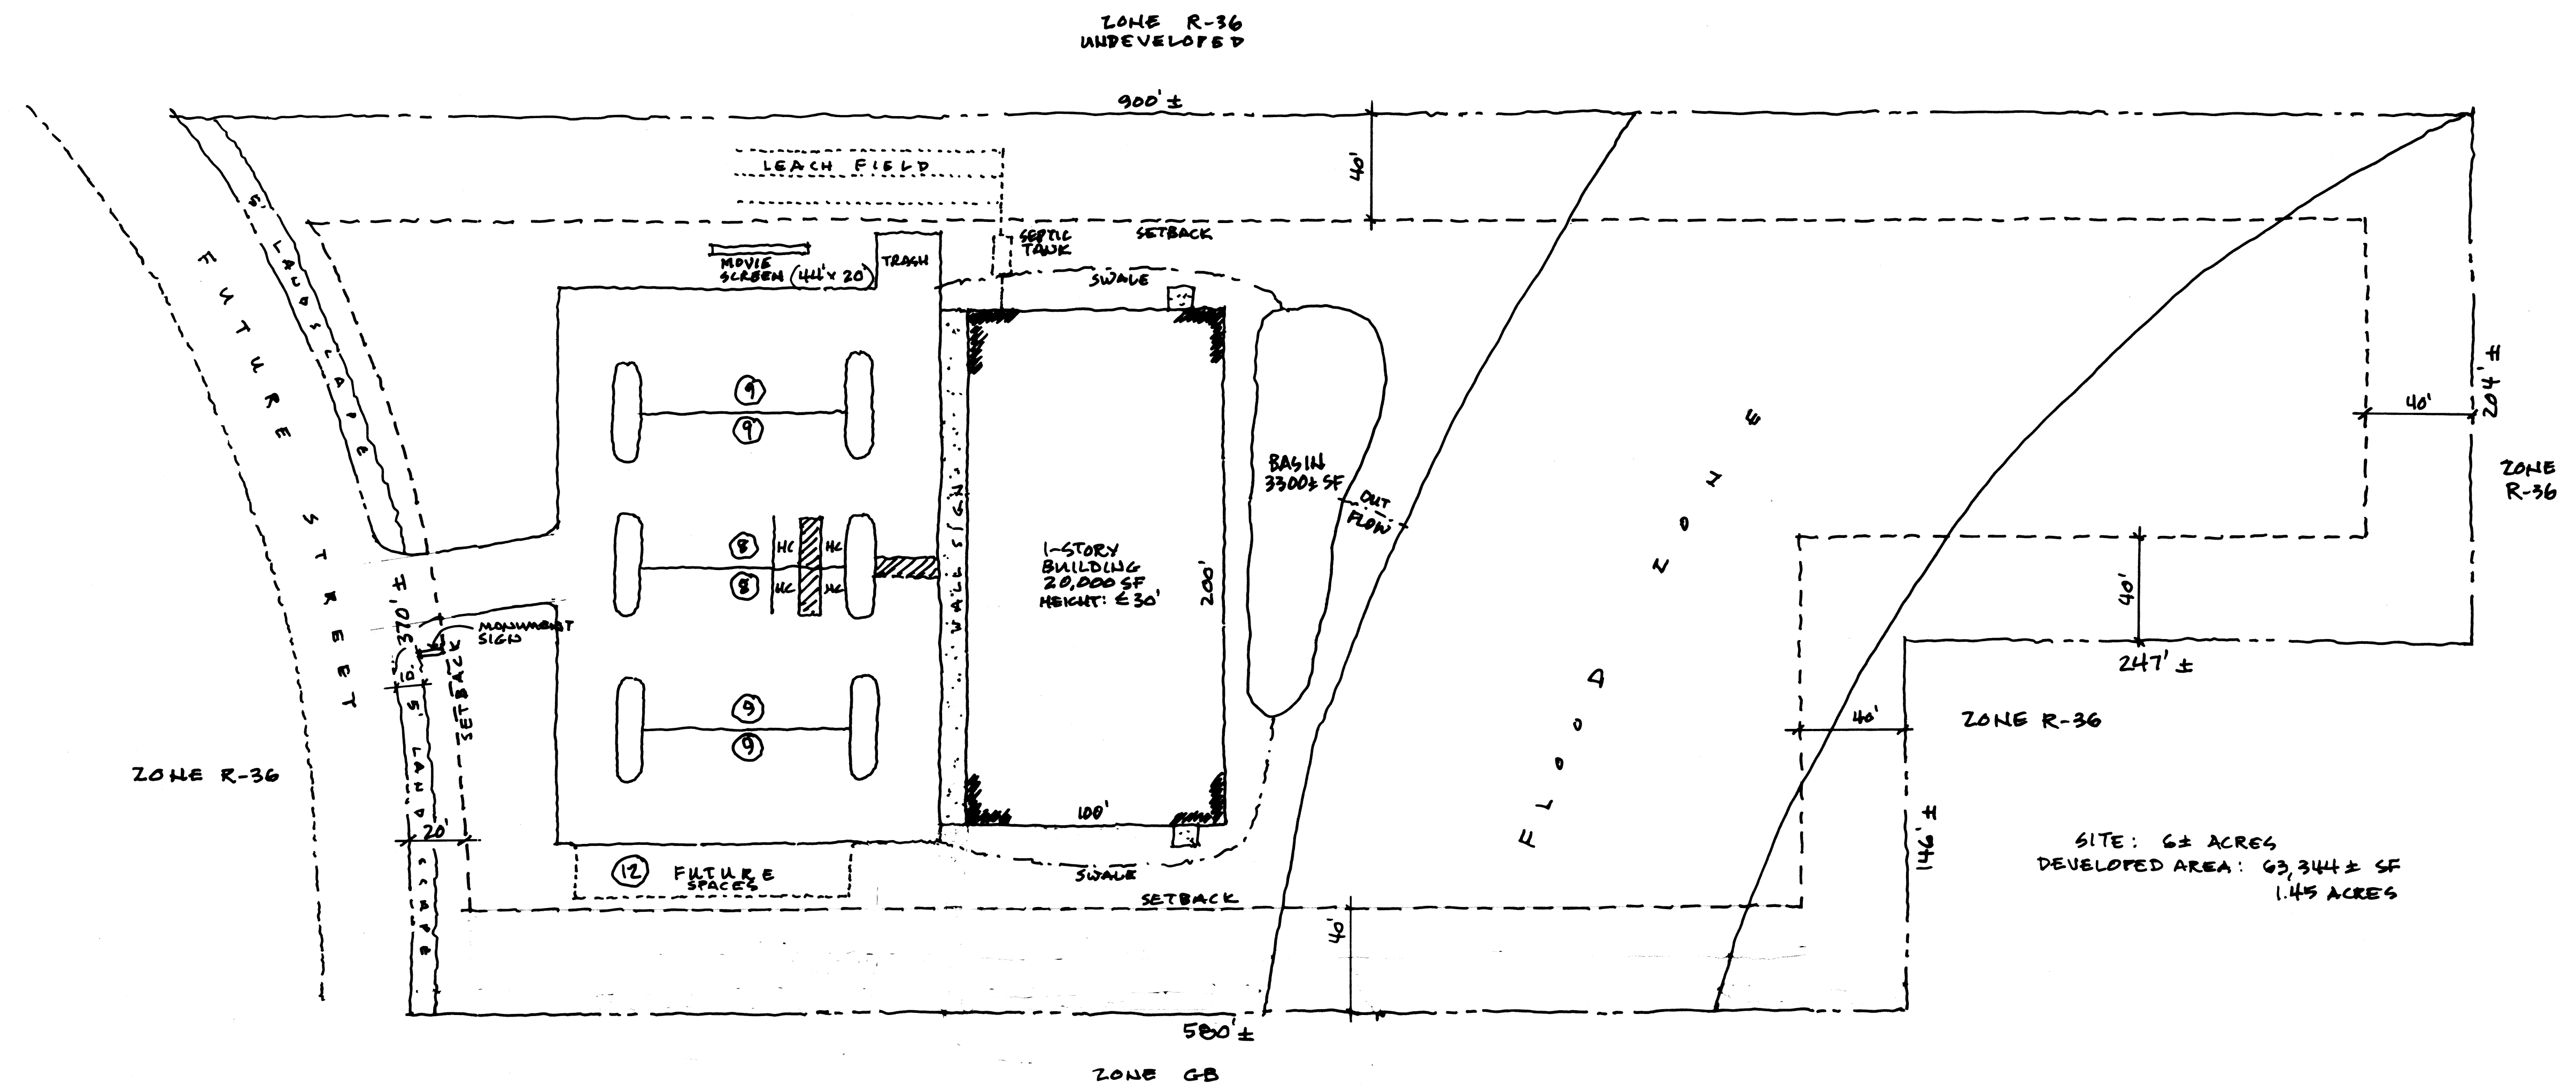 ZONE R-36
UNDEVELOPED
900' ±
40'
LEACH FIELD
5' LANDSCAPE
FUTURE STREET
SEPTIC
TANK
SETBACK
MOVIE
SCREEN (44' x 20')
TRASH
SWALE
9
9
BASIN
3300± SF
OUT
FLOW
FLOOD ZONE
40'
204' ±
ZONE
R-36
8
8
HC
HC
HC
HC
WALL SIGN
1-STORY
BUILDING
20,000 SF
HEIGHT: ≤ 30'
200'
370' ±
MONUMENT
SIGN
10'
SETBACK
5' LANDSCAPE
40'
247' ±
40'
ZONE R-36
9
9
ZONE R-36
20'
100'
146' ±
SITE: 6± ACRES
DEVELOPED AREA: 63,344± SF
1.45 ACRES
12 FUTURE
SPACES
SWALE
SETBACK
40'
580' ±
ZONE GB